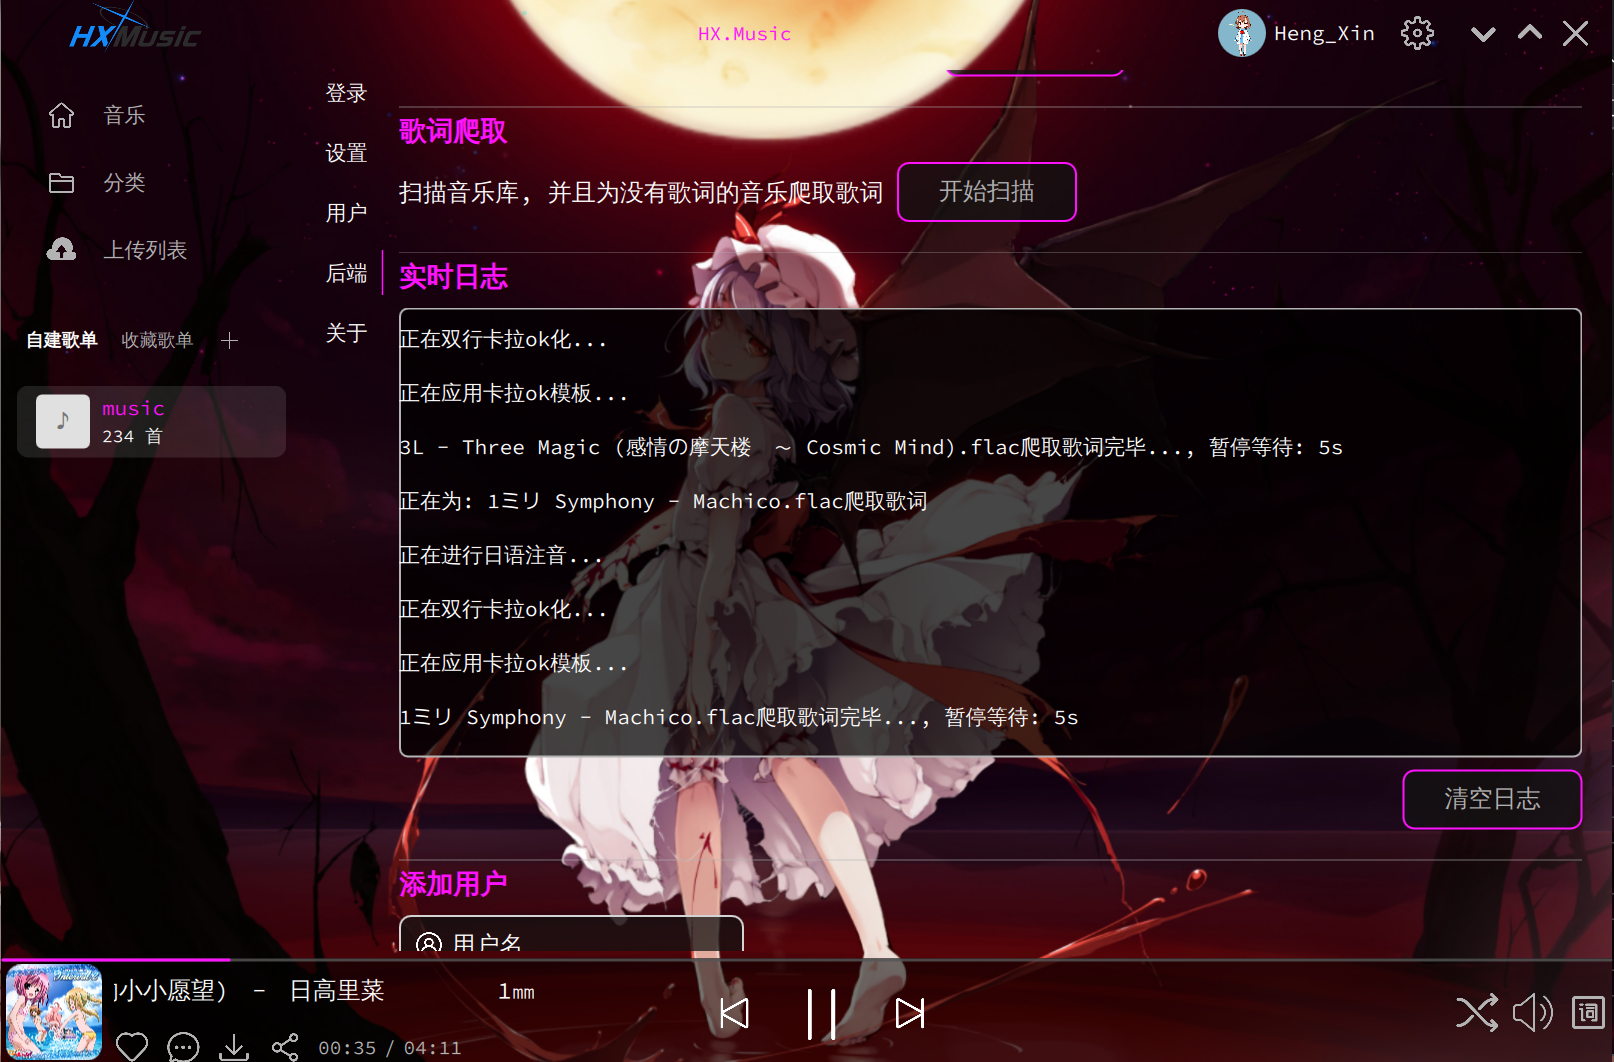 HXMusic
HX.Music
Heng_Xin
音乐
分类
上传列表
自建歌单 收藏歌单
music
234 首
登录
设置
用户
后端
关于
歌词爬取
扫描音乐库, 并且为没有歌词的音乐爬取歌词 开始扫描
实时日志
正在双行卡拉ok化...
正在应用卡拉ok模板...
3L - Three Magic (感情の摩天楼　～ Cosmic Mind).flac爬取歌词完毕..., 暂停等待: 5s
正在为: 1ミリ Symphony - Machico.flac爬取歌词
正在进行日语注音...
正在双行卡拉ok化...
正在应用卡拉ok模板...
1ミリ Symphony - Machico.flac爬取歌词完毕..., 暂停等待: 5s
清空日志
添加用户
用户名
小小愿望) - 日高里菜 1mm
00:35 / 04:11
词